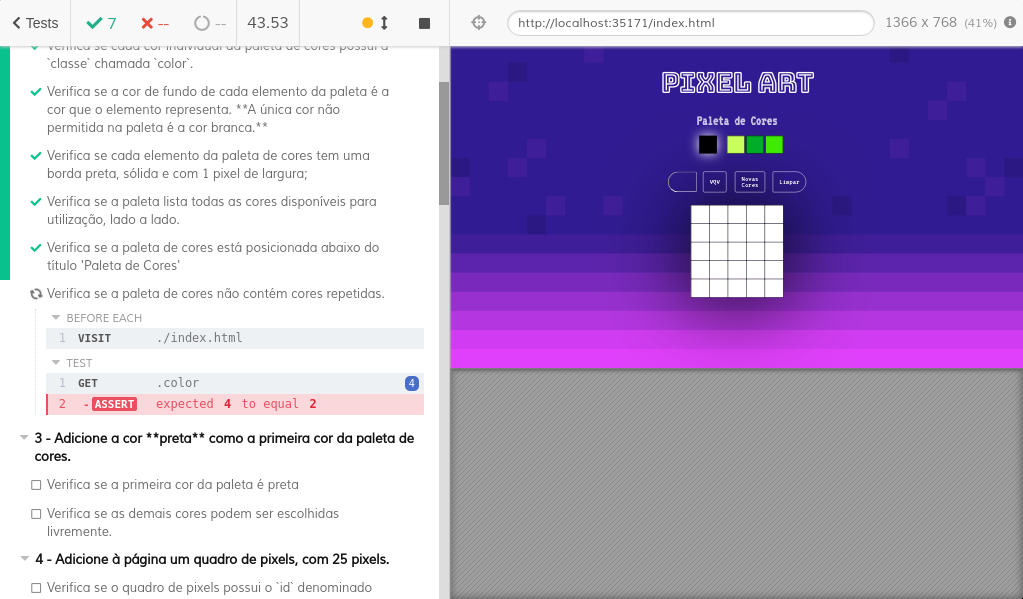 Tests
7
--
--
43.53
http://localhost:35171/index.html
1366 x 768 (41%)
Verifica se cada cor individual da paleta de cores possui a
`classe` chamada `color`.
Verifica se a cor de fundo de cada elemento da paleta é a
cor que o elemento representa. **A única cor não
permitida na paleta é a cor branca.**
Verifica se cada elemento da paleta de cores tem uma
borda preta, sólida e com 1 pixel de largura;
Verifica se a paleta lista todas as cores disponíveis para
utilização, lado a lado.
Verifica se a paleta de cores está posicionada abaixo do
título 'Paleta de Cores'
Verifica se a paleta de cores não contém cores repetidas.
BEFORE EACH
1 VISIT ./index.html
TEST
1 GET .color 4
2 -ASSERT expected 4 to equal 2
3 - Adicione a cor **preta** como a primeira cor da paleta de
cores.
Verifica se a primeira cor da paleta é preta
Verifica se as demais cores podem ser escolhidas
livremente.
4 - Adicione à página um quadro de pixels, com 25 pixels.
Verifica se o quadro de pixels possui o `id` denominado
PIXEL ART
Paleta de Cores
VQV
Novas
Cores
Limpar